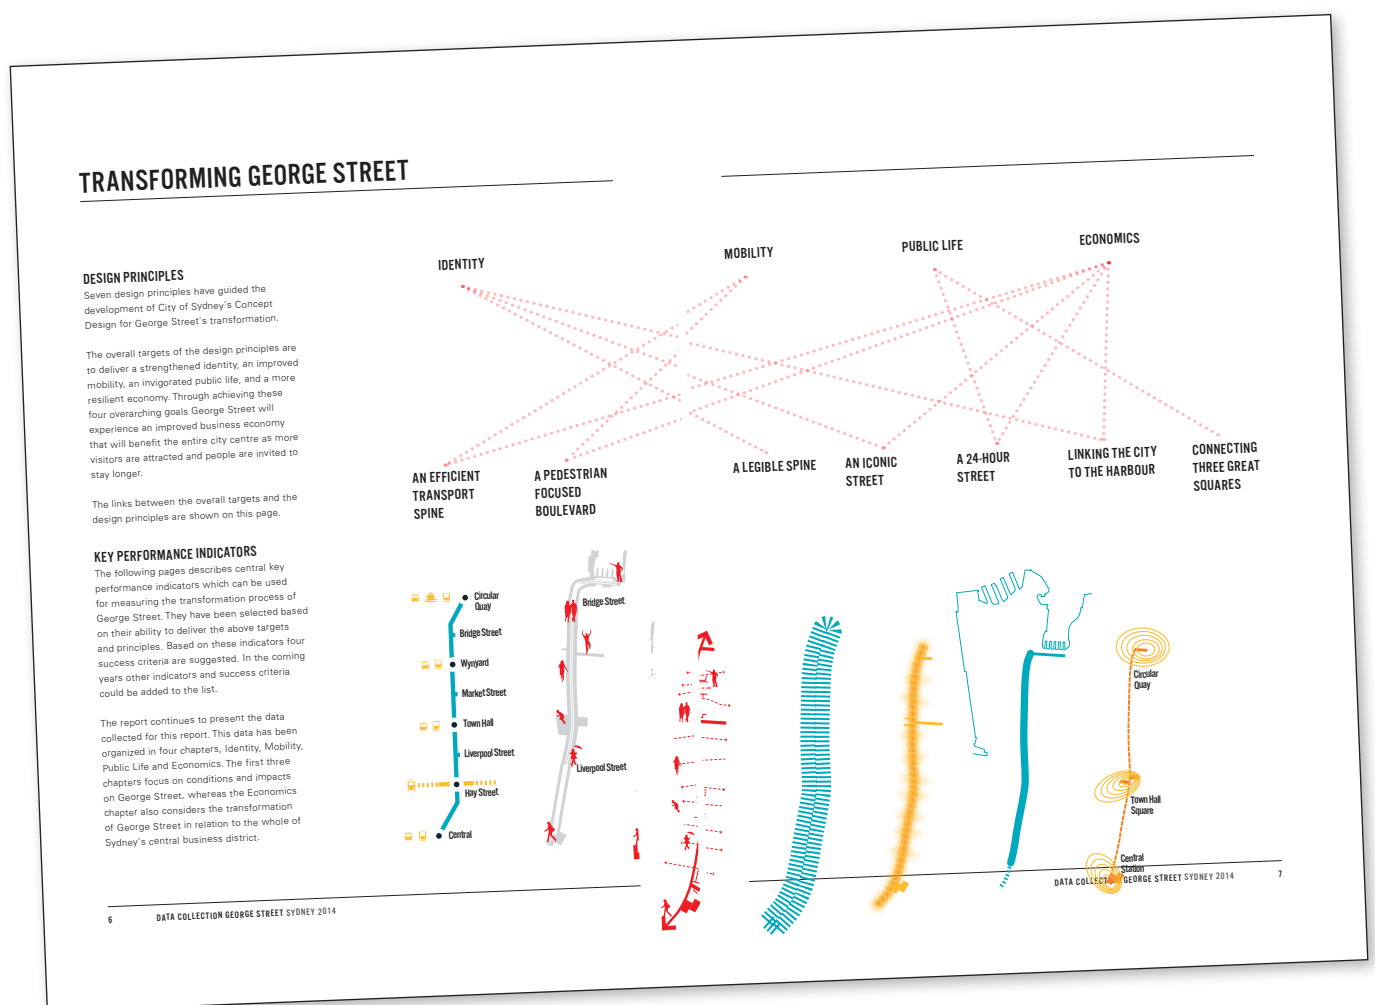 TRANSFORMING GEORGE STREET
DESIGN PRINCIPLES
Seven design principles have guided the
development of City of Sydney's Concept
Design for George Street's transformation.
The overall targets of the design principles are
to deliver a strengthened identity, an improved
mobility, an invigorated public life, and a more
resilient economy. Through achieving these
four overarching goals George Street will
experience an improved business economy
that will benefit the entire city centre as more
visitors are attracted and people are invited to
stay longer.
The links between the overall targets and the
design principles are shown on this page.
KEY PERFORMANCE INDICATORS
The following pages describes central key
performance indicators which can be used
for measuring the transformation process of
George Street. They have been selected based
on their ability to deliver the above targets
and principles. Based on these indicators four
success criteria are suggested. In the coming
years other indicators and success criteria
could be added to the list.
The report continues to present the data
collected for this report. This data has been
organized in four chapters, Identity, Mobility,
Public Life and Economics. The first three
chapters focus on conditions and impacts
on George Street, whereas the Economics
chapter also considers the transformation
of George Street in relation to the whole of
Sydney's central business district.
IDENTITY
MOBILITY
PUBLIC LIFE
ECONOMICS
AN EFFICIENT
TRANSPORT
SPINE
A PEDESTRIAN
FOCUSED
BOULEVARD
A LEGIBLE SPINE
AN ICONIC
STREET
A 24-HOUR
STREET
LINKING THE CITY
TO THE HARBOUR
CONNECTING
THREE GREAT
SQUARES
Circular
Quay
Bridge Street
Wynyard
Market Street
Town Hall
Liverpool Street
Hay Street
Central
Bridge Street
Liverpool Street
Circular
Quay
Town Hall
Square
Central
Station
6
DATA COLLECTION GEORGE STREET SYDNEY 2014
DATA COLLECTION GEORGE STREET SYDNEY 2014
7